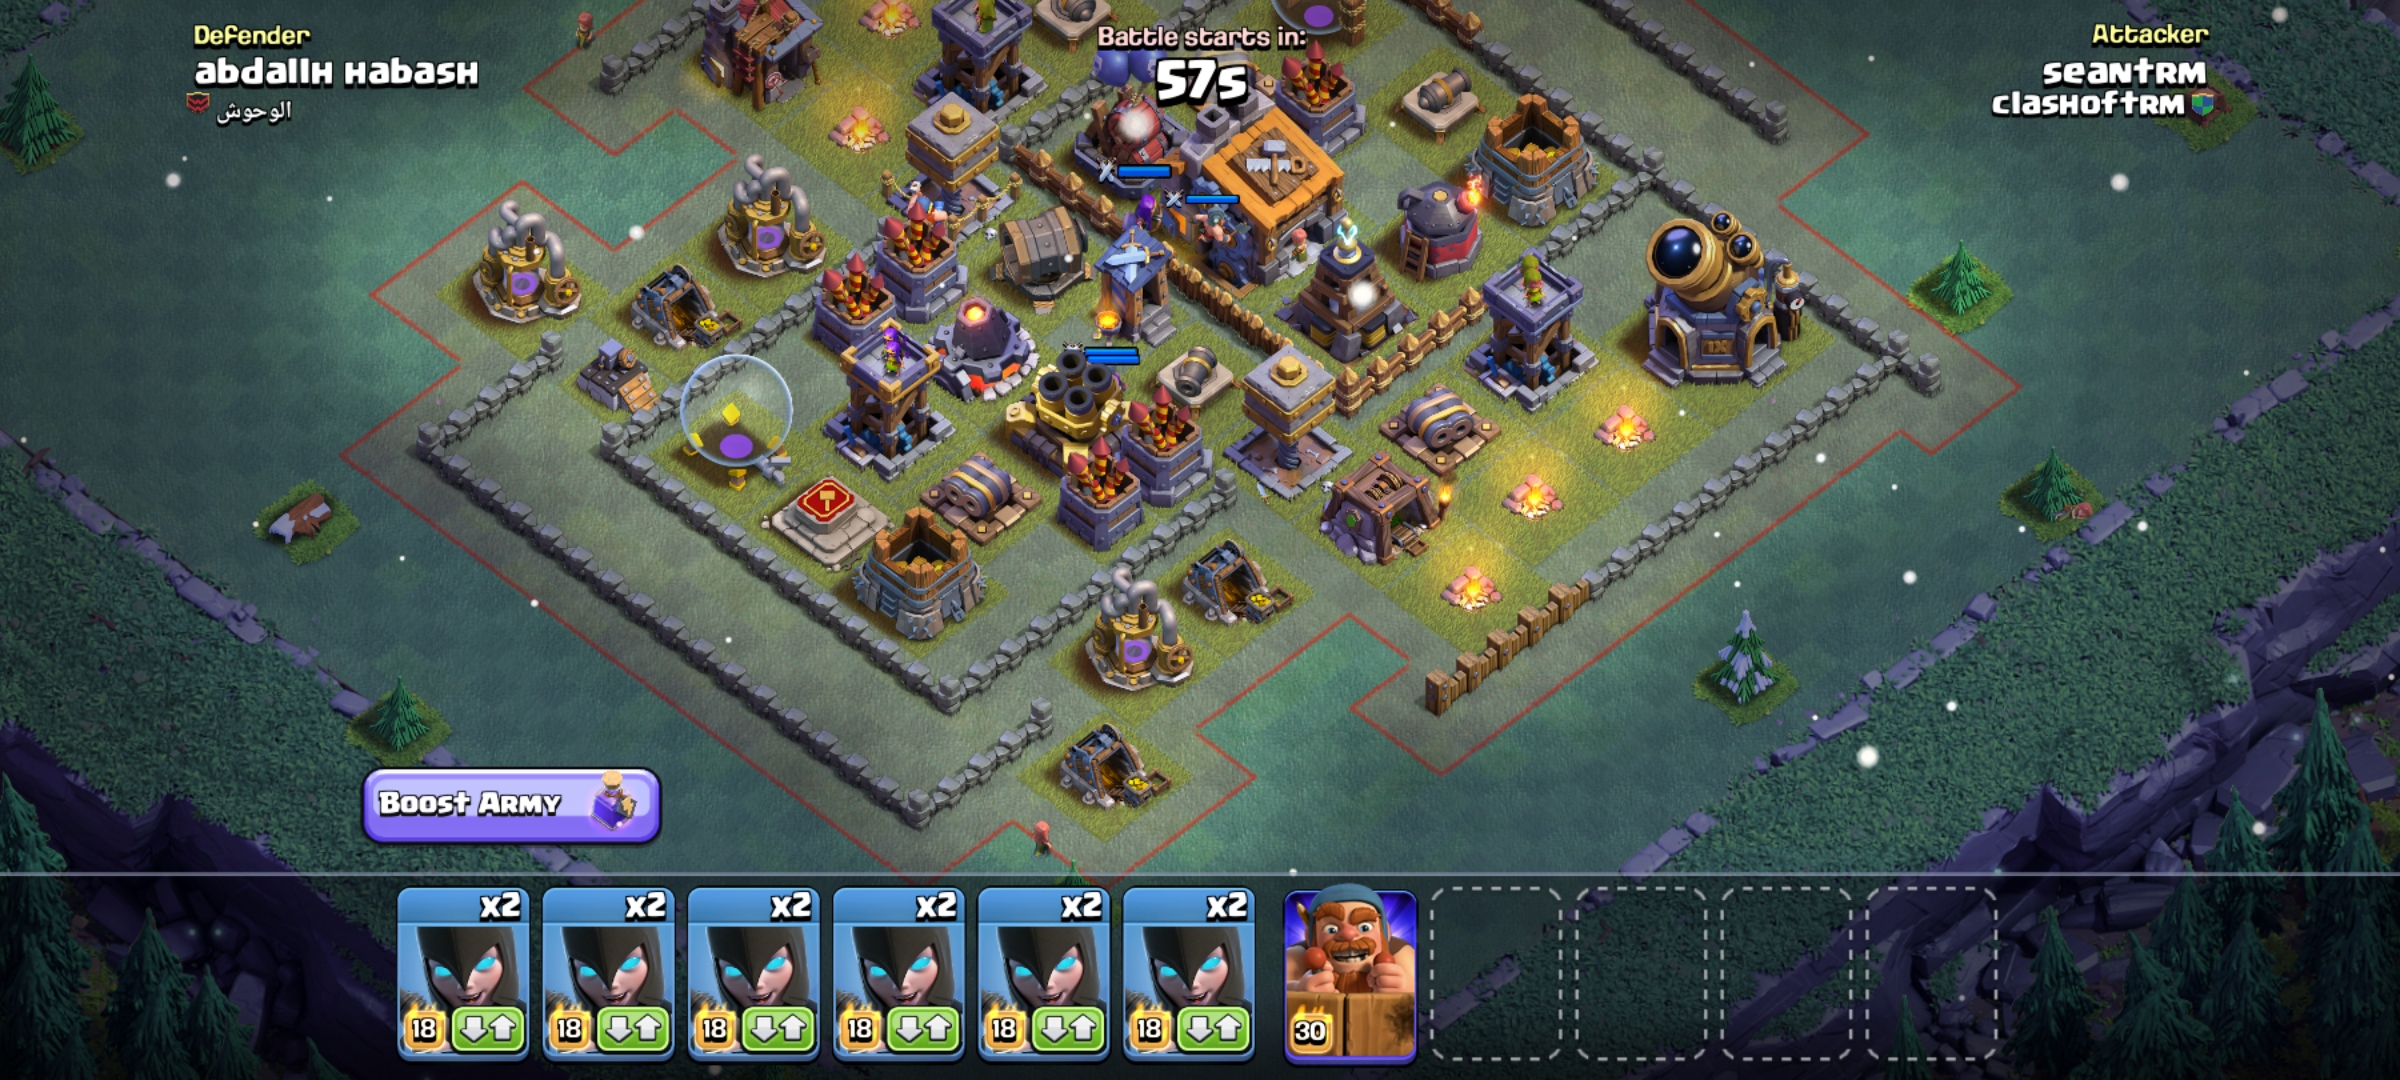 Defender
abdallH HabasH
الوحوش
Battle starts in:
57s
Attacker
seantRM
clashoftRM
IX
Boost Army
x2
x2
x2
x2
x2
x2
18
18
18
18
18
18
30